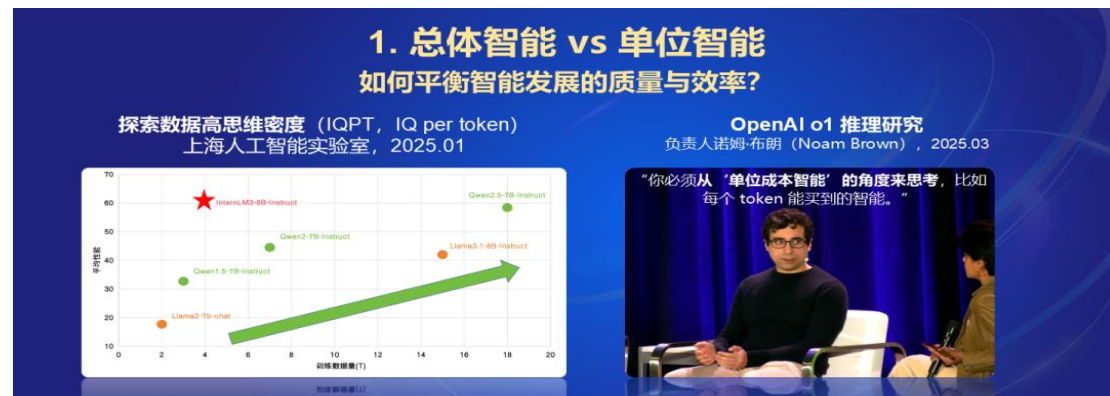 1. 总体智能 vs 单位智能
如何平衡智能发展的质量与效率?
探索数据高思维密度（IQPT，IQ per token）
上海人工智能实验室，2025.01
70
60
50
40
30
20
10
平均性能
InternLM3-8B-Instruct
Qwen2.5-7B-Instruct
Qwen2-7B-Instruct
Llama3.1-8B-Instruct
Qwen1.5-7B-Instruct
Llama2-7b-chat
0 2 4 6 8 10 12 14 16 18 20
训练数据量(T)
OpenAI o1 推理研究
负责人诺姆·布朗（Noam Brown）, 2025.03
“你必须从‘单位成本智能’的角度来思考，比如
每个 token 能买到的智能。”